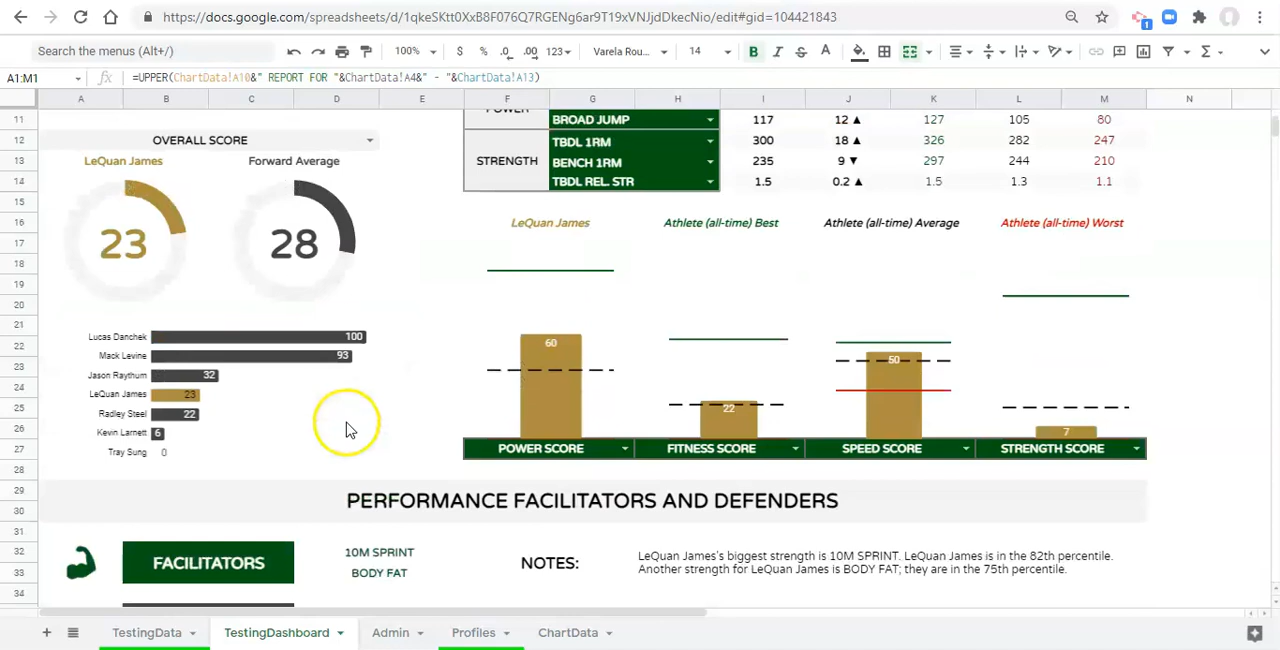 https://docs.google.com/spreadsheets/d/1qkeSKtt0XxB8F076Q7RGENg6ar9T19xVNJjdDkecNio/edit#gid=104421843
1
Search the menus (Alt+/)
100%
$
%
.0
.00
123
Varela Rou...
14
B
I
S
A
A1:M1
fx
=UPPER(ChartData!A10&" REPORT FOR "&ChartData!A4&" - "&ChartData!A13)
A B C D E F G H I J K L M N
11 POWER BROAD JUMP 117 12 ▲ 127 105 80
12 OVERALL SCORE TBDL 1RM 300 18 ▲ 326 282 247
13 LeQuan James Forward Average STRENGTH BENCH 1RM 235 9 ▼ 297 244 210
14 TBDL REL. STR 1.5 0.2 ▲ 1.5 1.3 1.1
15
16 LeQuan James Athlete (all-time) Best Athlete (all-time) Average Athlete (all-time) Worst
17 23 28
18
19
20
21
22 Lucas Danchek 100 60
23 Mack Levine 93 50
24 Jason Raythum 32
25 LeQuan James 23 22
26 Radley Steel 22 7
Kevin Larnett 6
27 Tray Sung 0 POWER SCORE FITNESS SCORE SPEED SCORE STRENGTH SCORE
28
29 PERFORMANCE FACILITATORS AND DEFENDERS
30
31
32 FACILITATORS 10M SPRINT NOTES: LeQuan James's biggest strength is 10M SPRINT. LeQuan James is in the 82th percentile.
33 BODY FAT Another strength for LeQuan James is BODY FAT; they are in the 75th percentile.
34
TestingData TestingDashboard Admin Profiles ChartData